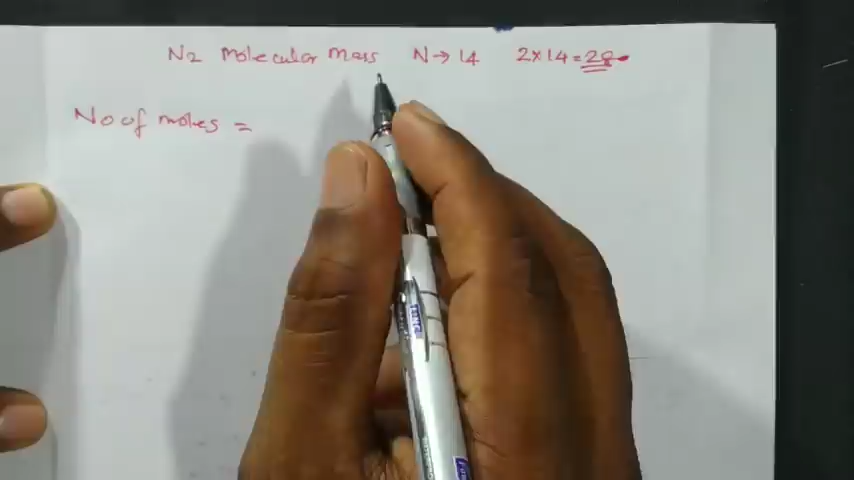 N2 Molecular Mass N → 14 2×14 = 28
No of moles =